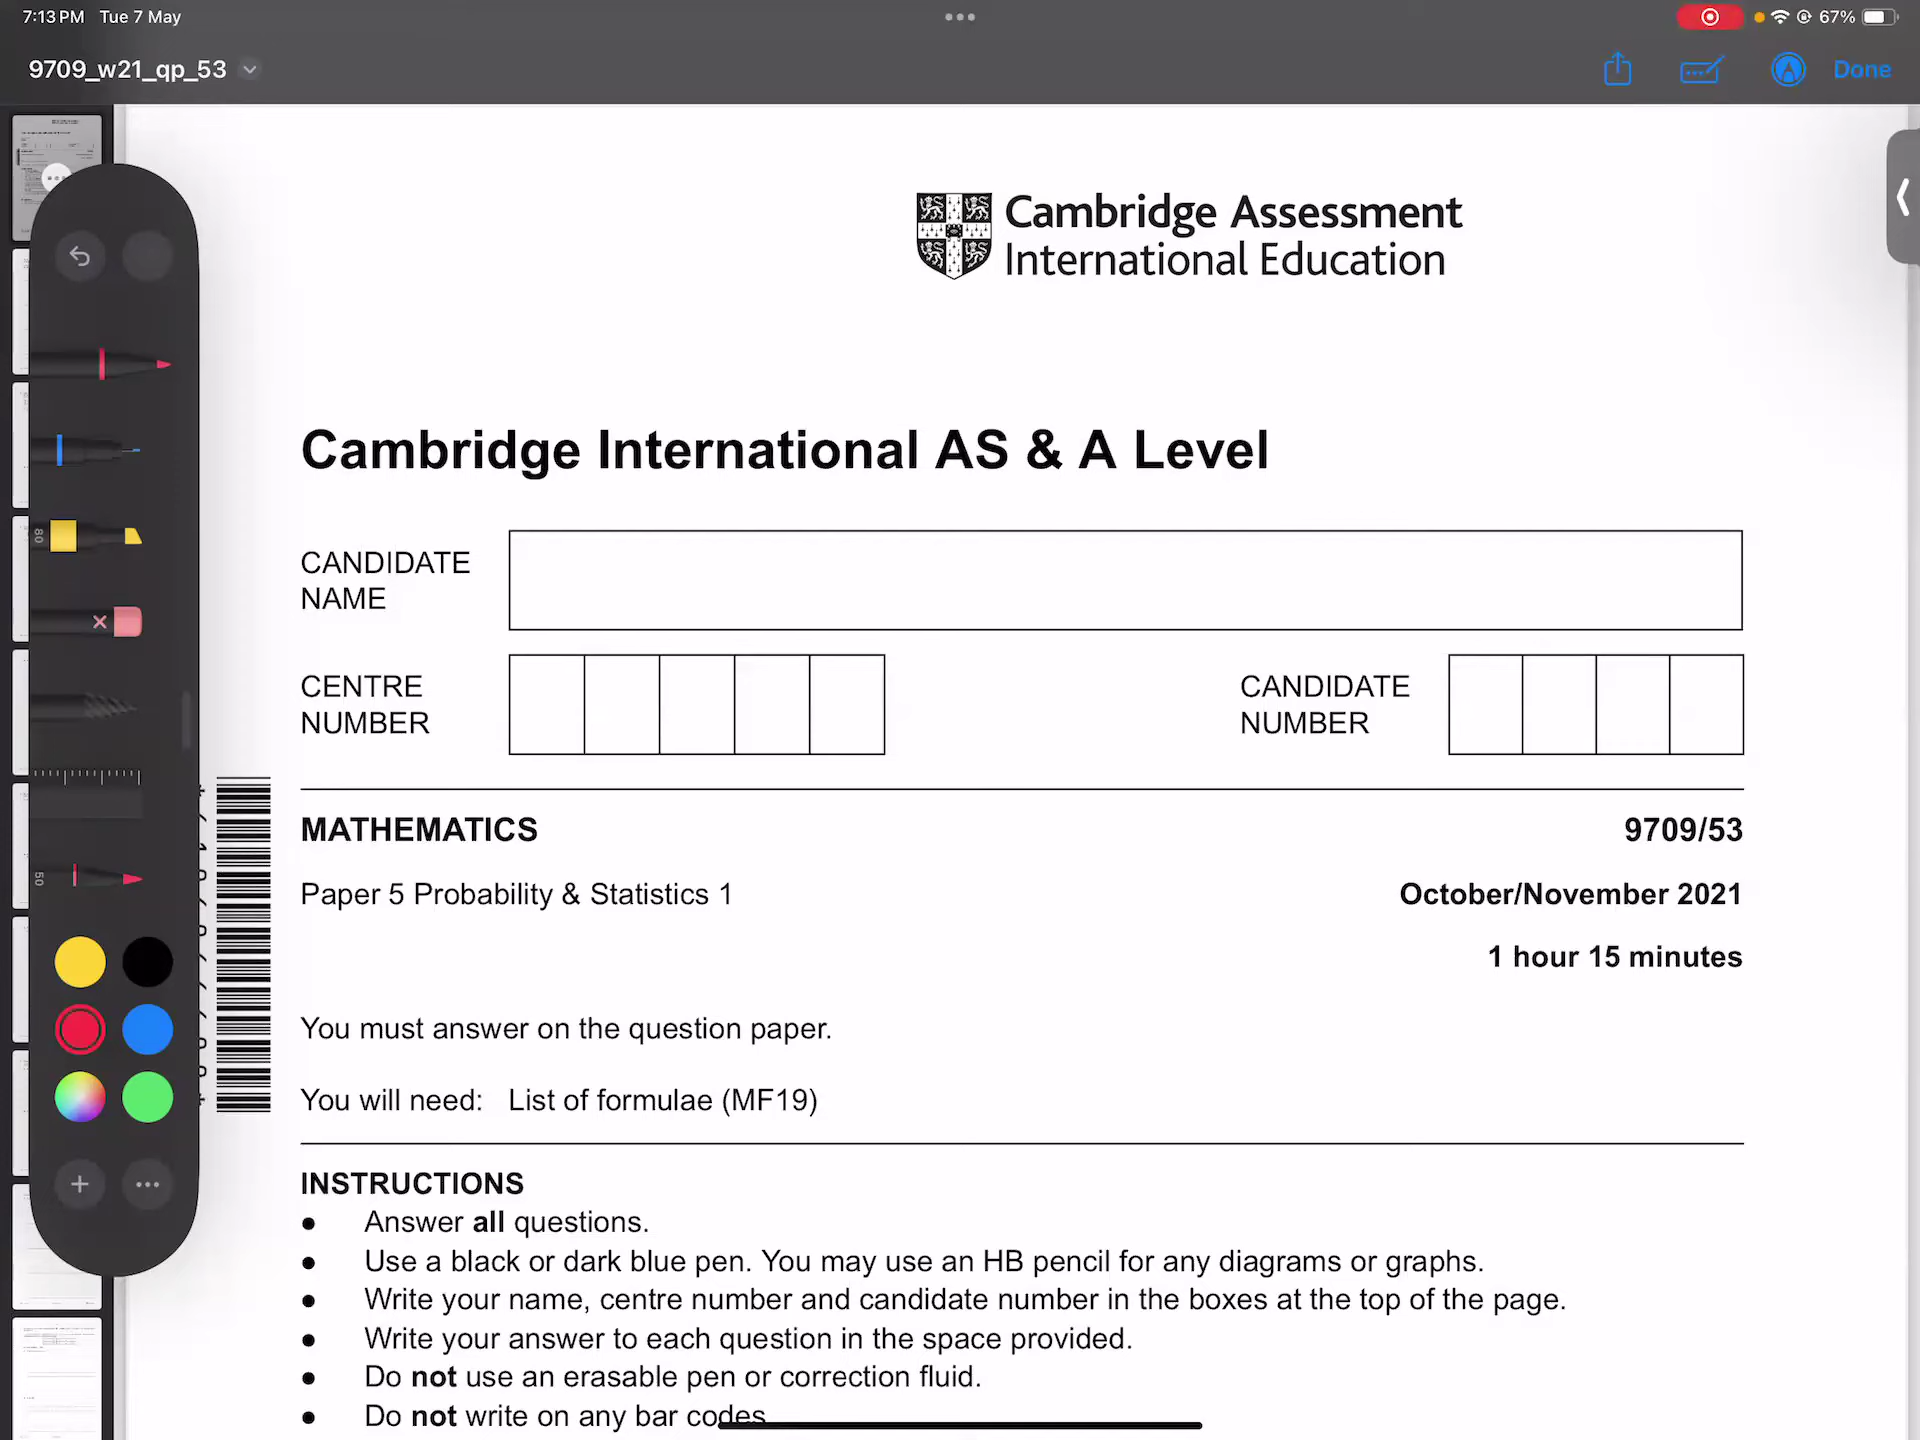 7:13 PM Tue 7 May
67%
9709_w21_qp_53
Done
Cambridge Assessment
International Education
Cambridge International AS & A Level
CANDIDATE
NAME
CENTRE
NUMBER
CANDIDATE
NUMBER
MATHEMATICS
9709/53
Paper 5 Probability & Statistics 1
October/November 2021
1 hour 15 minutes
You must answer on the question paper.
You will need: List of formulae (MF19)
INSTRUCTIONS
● Answer all questions.
● Use a black or dark blue pen. You may use an HB pencil for any diagrams or graphs.
● Write your name, centre number and candidate number in the boxes at the top of the page.
● Write your answer to each question in the space provided.
● Do not use an erasable pen or correction fluid.
● Do not write on any bar codes.
80
50